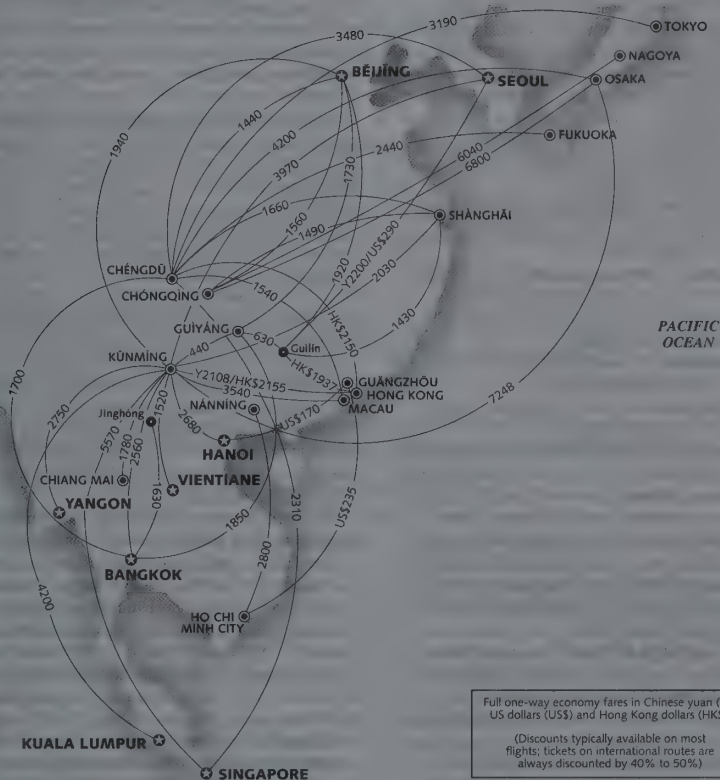 3190
TOKYO
3480
NAGOYA
BĒIJĪNG
SEOUL
OSAKA
1440
4200
1940
2440
FUKUOKA
6040
6800
3970
1730
1660
SHÀNGHǍI
1560
1490
Y2200/US$290
CHÉNGDŪ
1920
2030
CHÓNGQÌNG
1540
HK$2150
1430
GUÌYÁNG
630
PACIFIC
OCEAN
440
Guilin
KŪNMÍNG
HK$1937
1700
Y2108/HK$2155
GUǍNGZHŌU
HONG KONG
3540
MACAU
7248
2750
NÁNNÍNG
Jinghong
1520
2680
US$170
5570
1780
2560
HANOI
CHIANG MAI
VIENTIANE
1630
YANGON
2310
US$235
1850
BANGKOK
2800
4200
HO CHI
MINH CITY
KUALA LUMPUR
SINGAPORE
Full one-way economy fares in Chinese yuan (
US dollars (US$) and Hong Kong dollars (HK$
(Discounts typically available on most
flights; tickets on international routes are
always discounted by 40% to 50%)